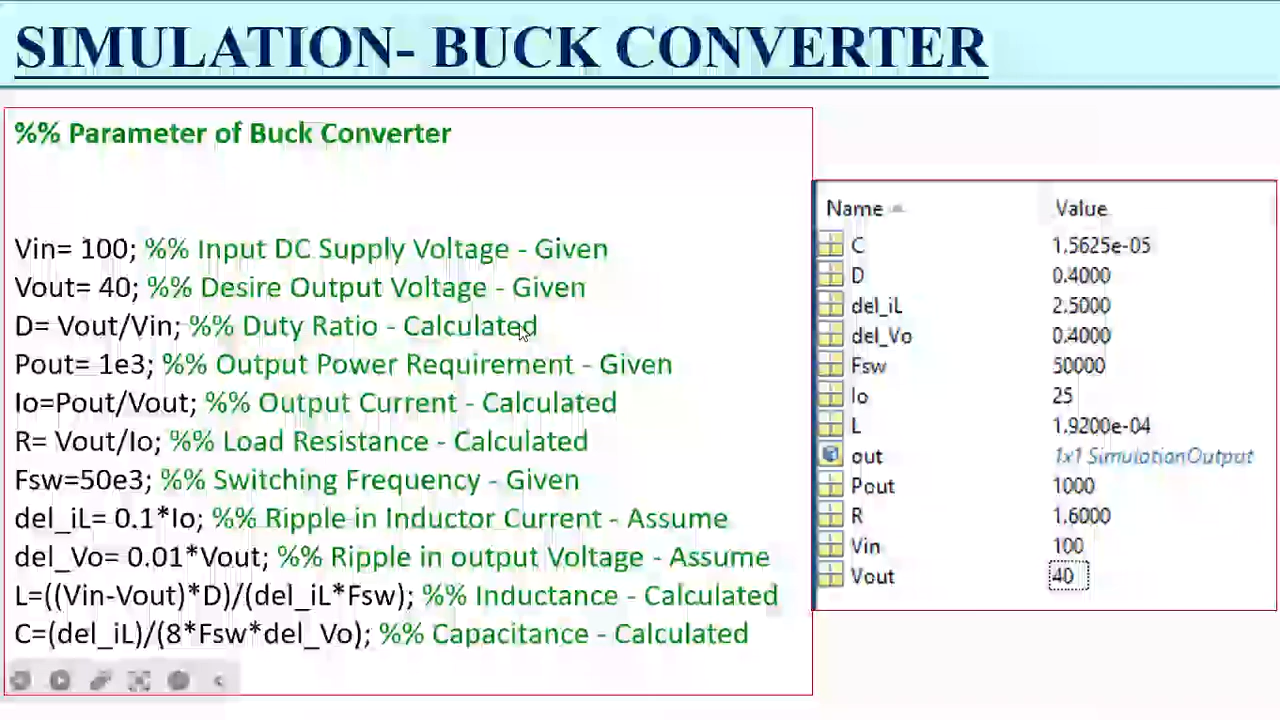 SIMULATION- BUCK CONVERTER
%% Parameter of Buck Converter
Vin= 100; %% Input DC Supply Voltage - Given
Vout= 40; %% Desire Output Voltage - Given
D= Vout/Vin; %% Duty Ratio - Calculated
Pout= 1e3; %% Output Power Requirement - Given
Io=Pout/Vout; %% Output Current - Calculated
R= Vout/Io; %% Load Resistance - Calculated
Fsw=50e3; %% Switching Frequency - Given
del_iL= 0.1*Io; %% Ripple in Inductor Current - Assume
del_Vo= 0.01*Vout; %% Ripple in output Voltage - Assume
L=((Vin-Vout)*D)/(del_iL*Fsw); %% Inductance - Calculated
C=(del_iL)/(8*Fsw*del_Vo); %% Capacitance - Calculated
Name Value
C 1.5625e-05
D 0.4000
del_iL 2.5000
del_Vo 0.4000
Fsw 50000
Io 25
L 1.9200e-04
out 1x1 SimulationOutput
Pout 1000
R 1.6000
Vin 100
Vout 40